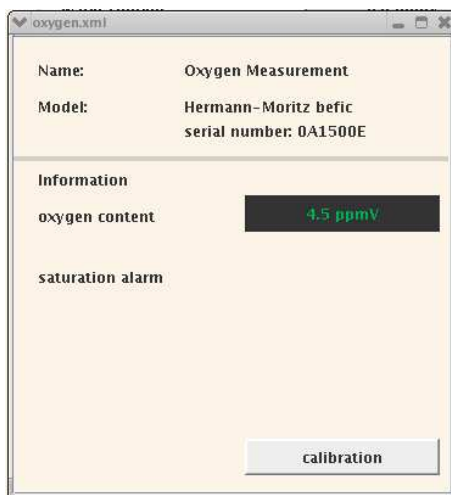 oxygen.xml
Name: Oxygen Measurement
Model: Hermann-Moritz befic
serial number: 0A1500E
Information
oxygen content 4.5 ppmV
saturation alarm
calibration